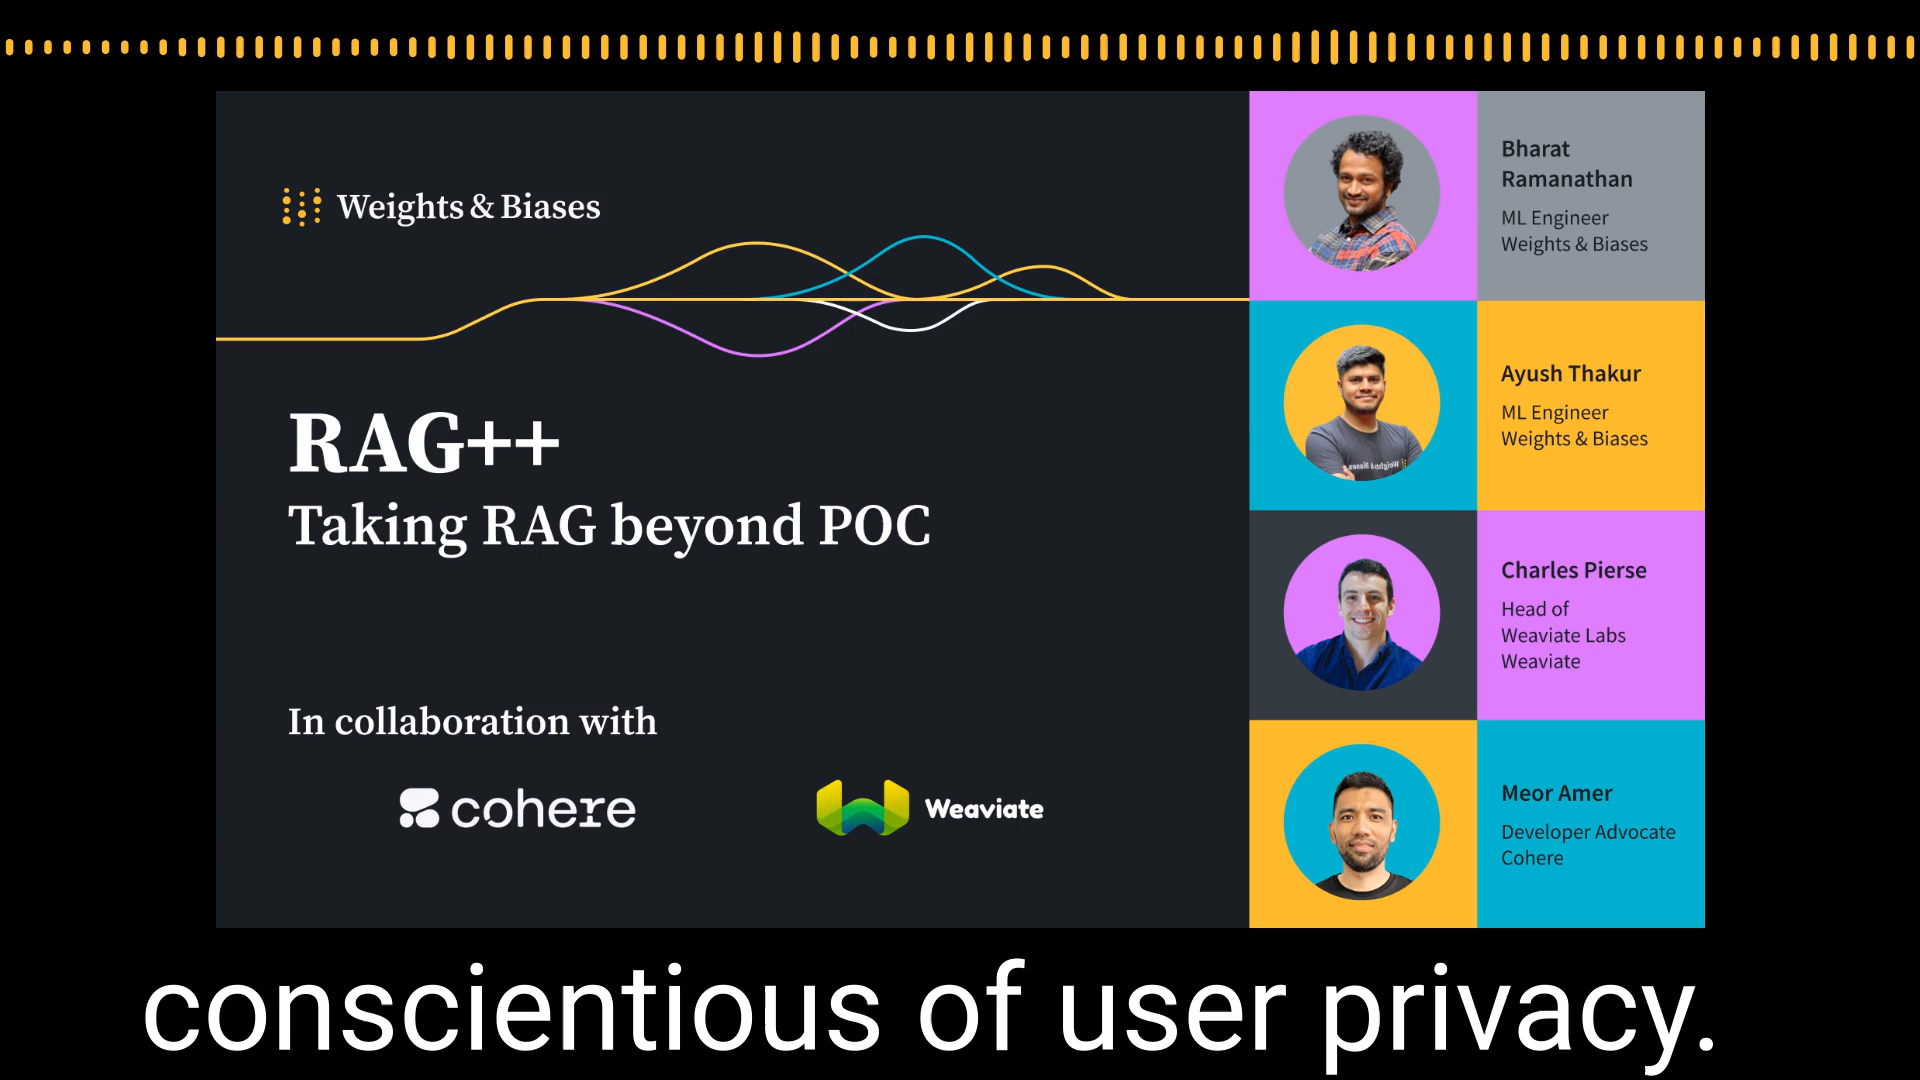 Weights & Biases
RAG++
Taking RAG beyond POC
In collaboration with
cohere
Weaviate
Bharat
Ramanathan
ML Engineer
Weights & Biases
Ayush Thakur
ML Engineer
Weights & Biases
Charles Pierse
Head of
Weaviate Labs
Weaviate
Meor Amer
Developer Advocate
Cohere
conscientious of user privacy.